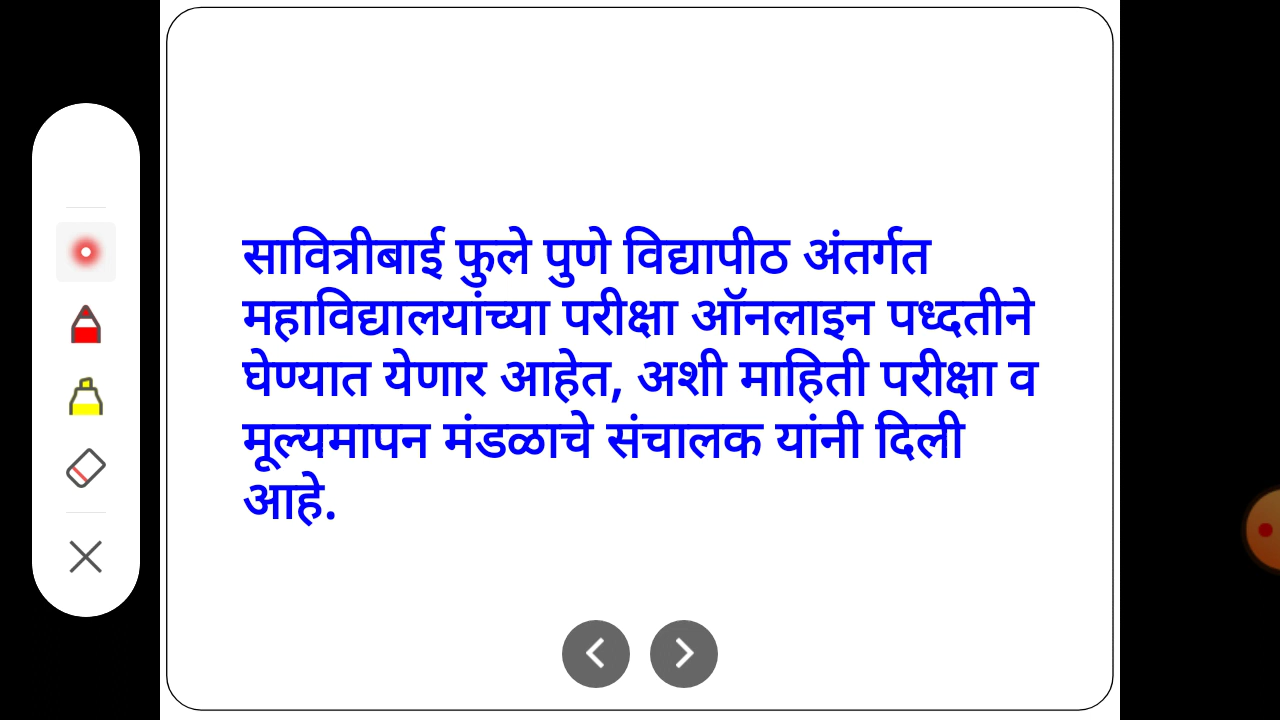 सावित्रीबाई फुले पुणे विद्यापीठ अंतर्गत
महाविद्यालयांच्या परीक्षा ऑनलाइन पध्दतीने
घेण्यात येणार आहेत, अशी माहिती परीक्षा व
मूल्यमापन मंडळाचे संचालक यांनी दिली
आहे.